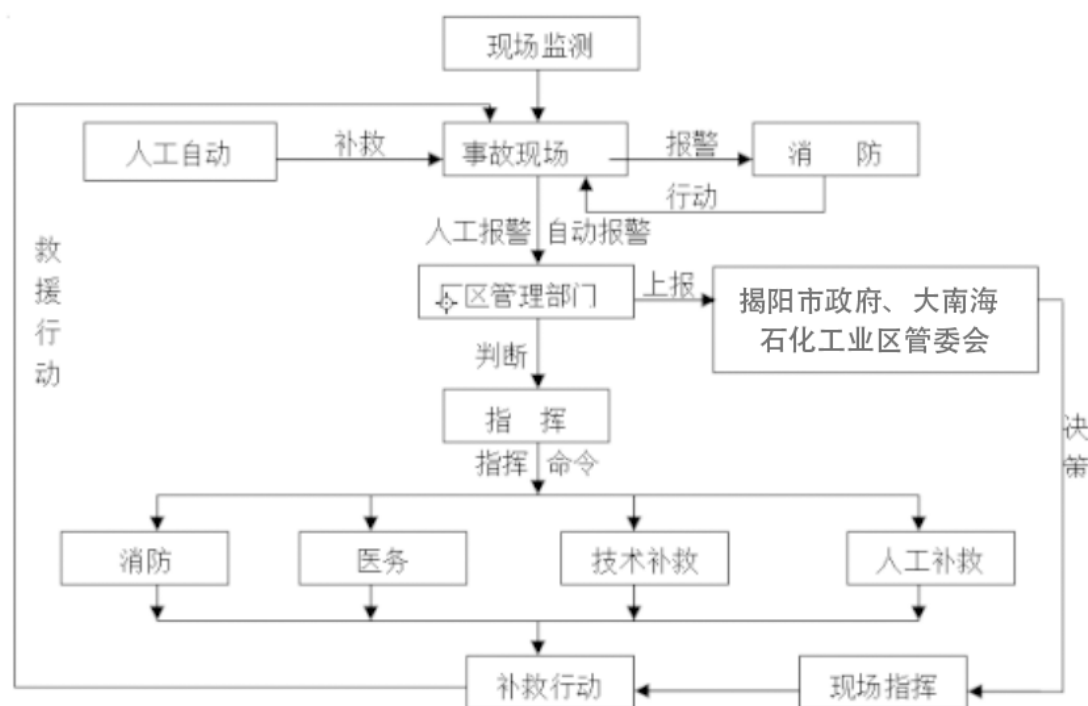 现场监测
人工自动
补救
事故现场
报警
消 防
行动
人工报警
自动报警
厂区管理部门
上报
揭阳市政府、大南海
石化工业区管委会
救援行动
判断
指 挥
决策
指挥
命令
消防
医务
技术补救
人工补救
补救行动
现场指挥